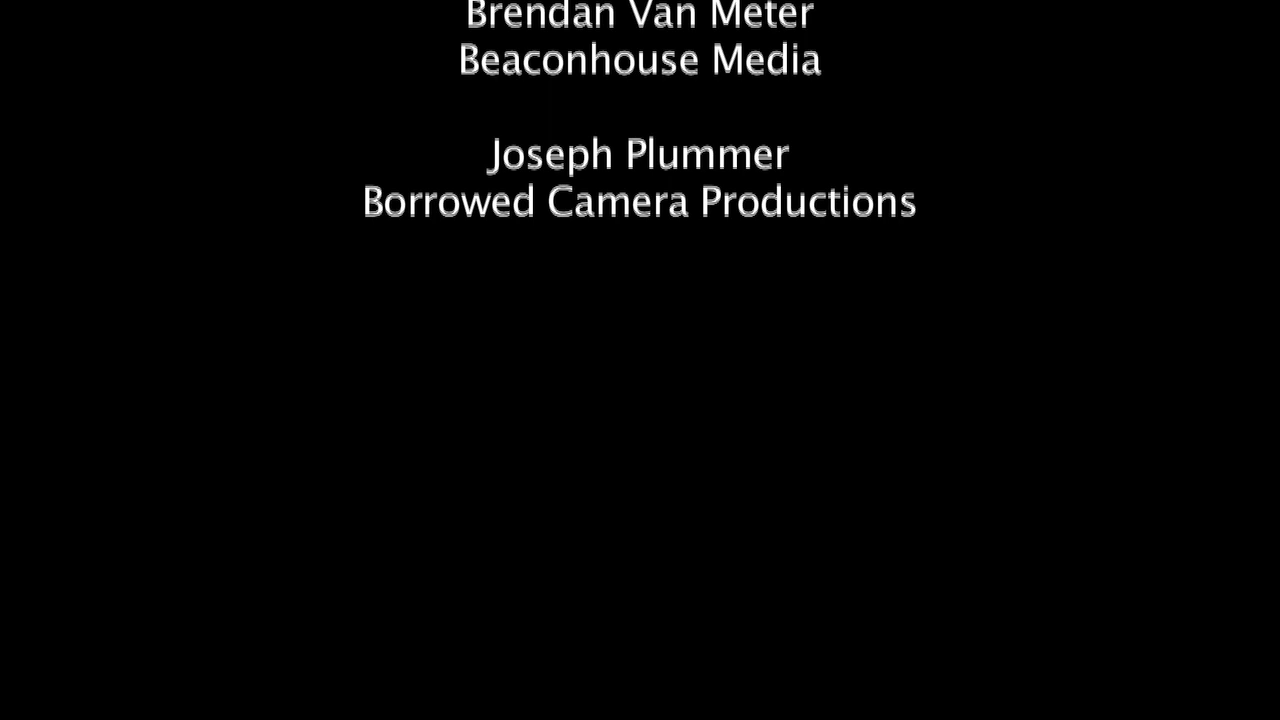 Brendan Van Meter
Beaconhouse Media
Joseph Plummer
Borrowed Camera Productions